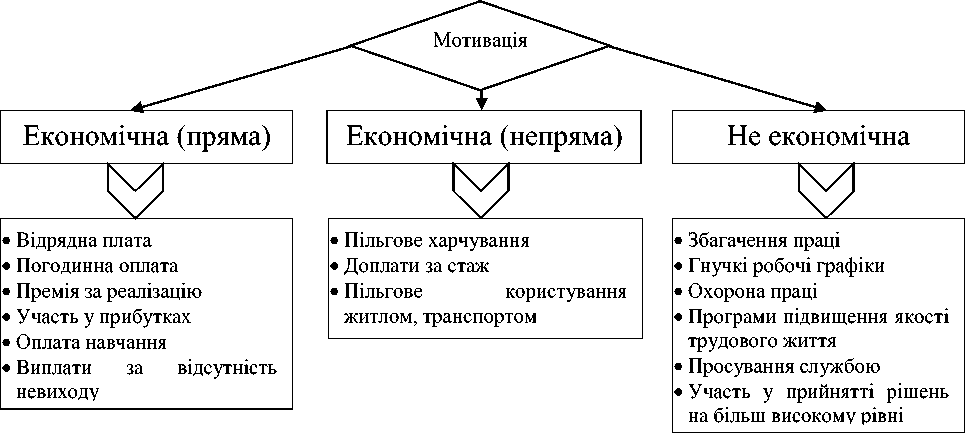 Мотивація
Економічна (пряма)
Економічна (непряма)
Не економічна
• Відрядна плата
• Погодинна оплата
• Премія за реалізацію
• Участь у прибутках
• Оплата навчання
• Виплати за відсутність
невиходу
• Пільгове харчування
• Доплати за стаж
• Пільгове користування
житлом, транспортом
• Збагачення праці
• Гнучкі робочі графіки
• Охорона праці
• Програми підвищення якості
трудового життя
• Просування службою
• Участь у прийнятті рішень
на більш високому рівні